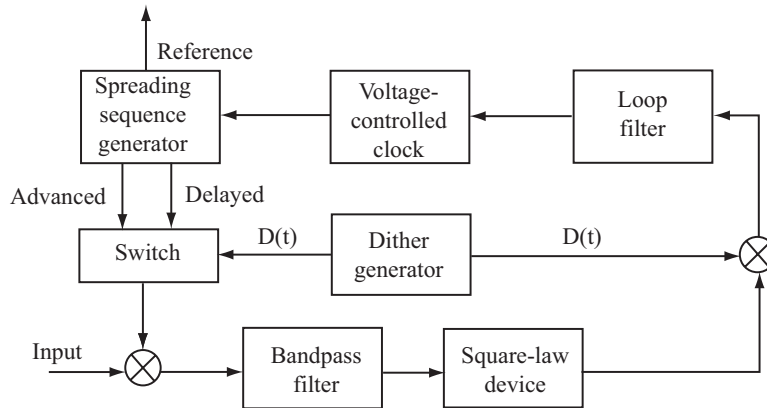 Reference
Spreading
sequence
generator
Voltage-
controlled
clock
Loop
filter
Advanced
Delayed
Switch
D(t)
Dither
generator
D(t)
Input
Bandpass
filter
Square-law
device